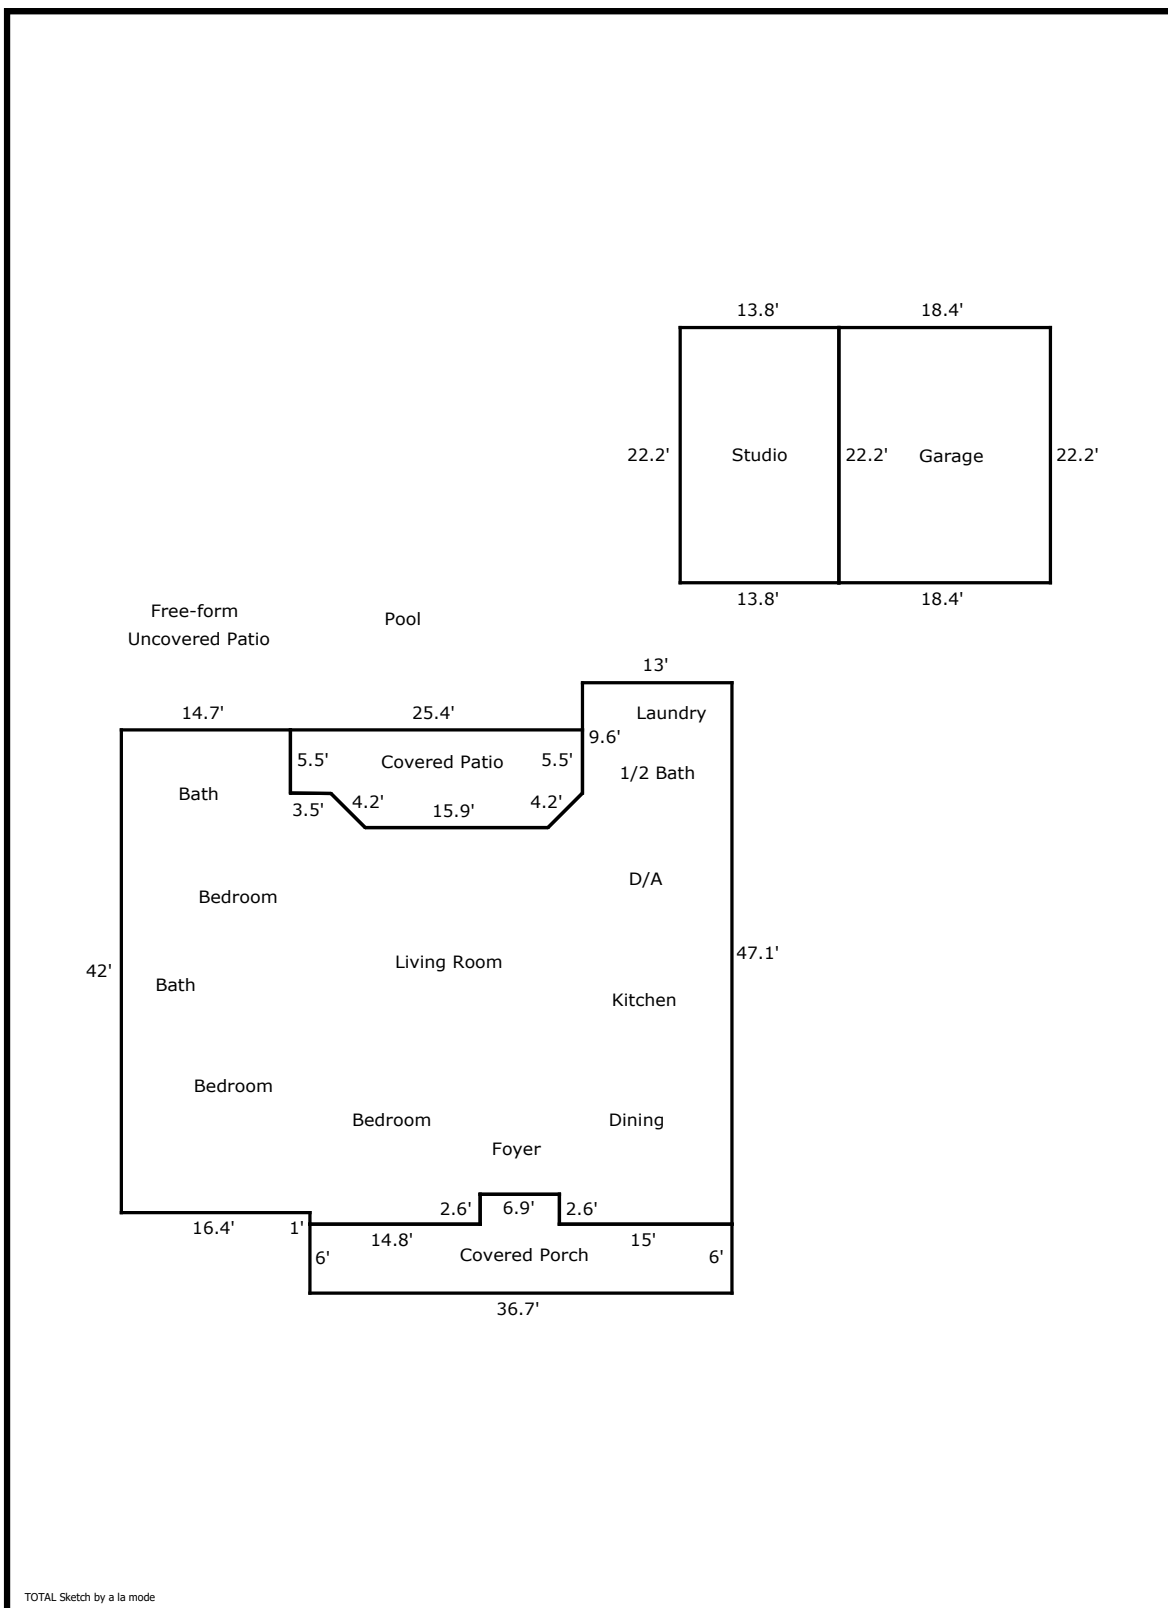 13.8'
18.4'
22.2'
Studio
22.2'
Garage
22.2'
13.8'
18.4'
Free-form
Uncovered Patio
Pool
13'
14.7'
25.4'
Laundry
9.6'
5.5'
Covered Patio
5.5'
1/2 Bath
Bath
3.5'
4.2'
15.9'
4.2'
D/A
Bedroom
42'
Living Room
47.1'
Bath
Kitchen
Bedroom
Bedroom
Dining
Foyer
2.6'
6.9'
2.6'
16.4'
1'
14.8'
15'
6'
Covered Porch
6'
36.7'
TOTAL Sketch by a la mode